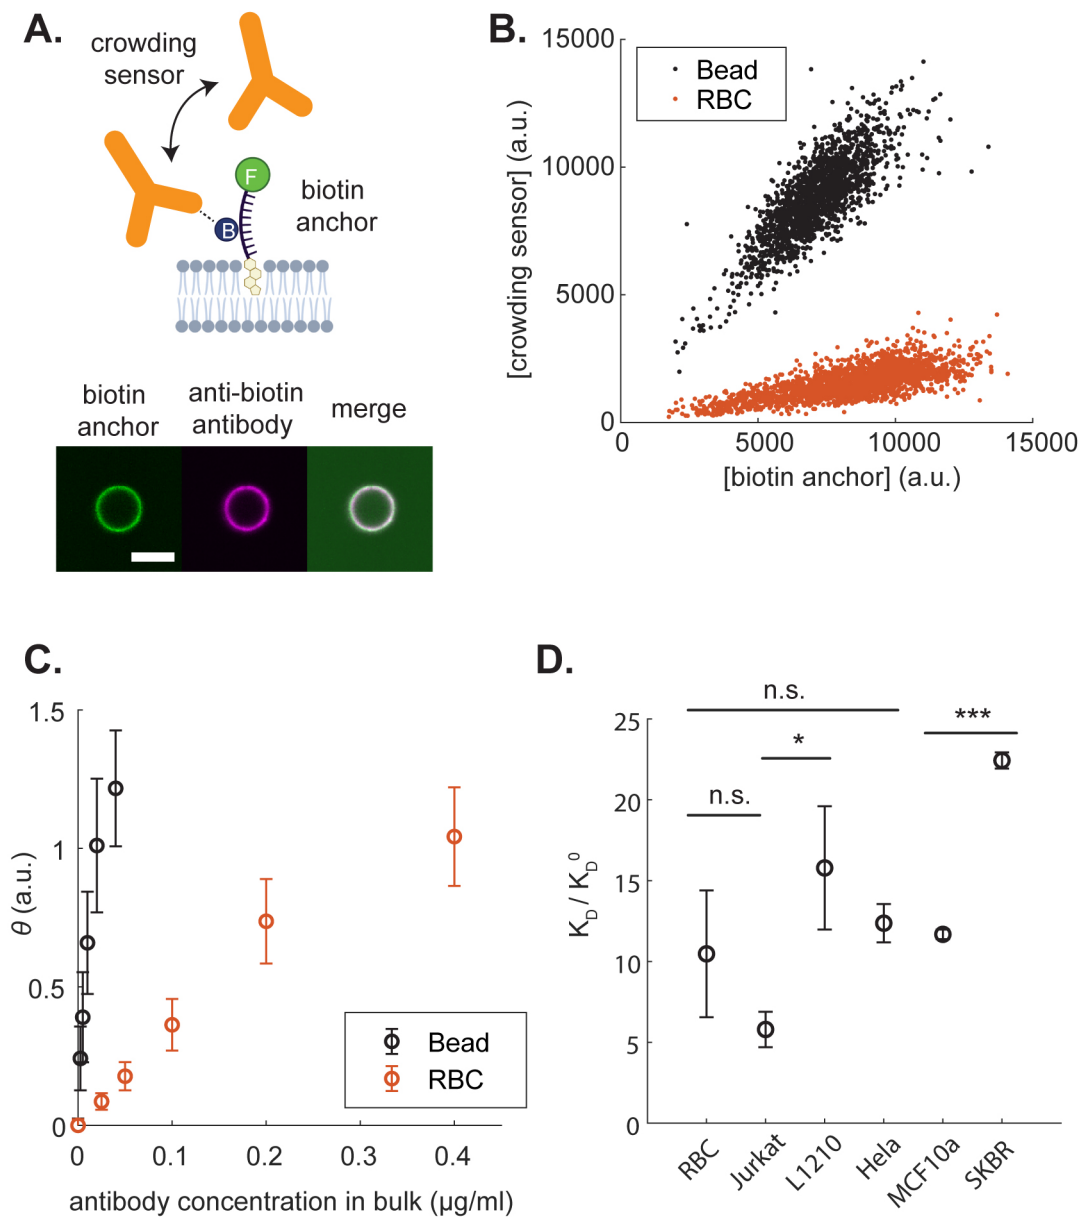 A.
crowding
sensor
F
B
biotin
anchor
biotin
anchor
anti-biotin
antibody
merge
B.
[crowding sensor] (a.u.)
15000
10000
5000
0
Bead
RBC
0
5000
10000
15000
[biotin anchor] (a.u.)
C.
θ (a.u.)
1.5
1
0.5
0
Bead
RBC
0
0.1
0.2
0.3
0.4
antibody concentration in bulk (μg/ml)
D.
K_D / K_D^0
25
20
15
10
5
0
n.s.
n.s.
*
***
RBC
Jurkat
L1210
Hela
MCF10a
SKBR